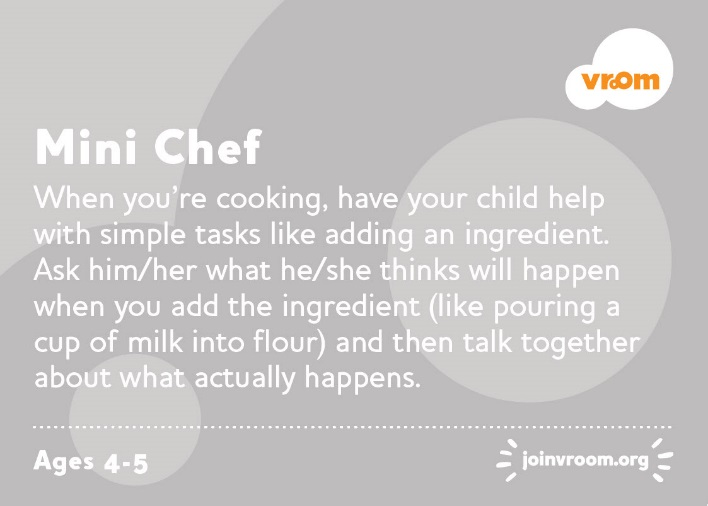 vroom
Mini Chef
When you're cooking, have your child help
with simple tasks like adding an ingredient.
Ask him/her what he/she thinks will happen
when you add the ingredient (like pouring a
cup of milk into flour) and then talk together
about what actually happens.
Ages 4-5
joinvroom.org